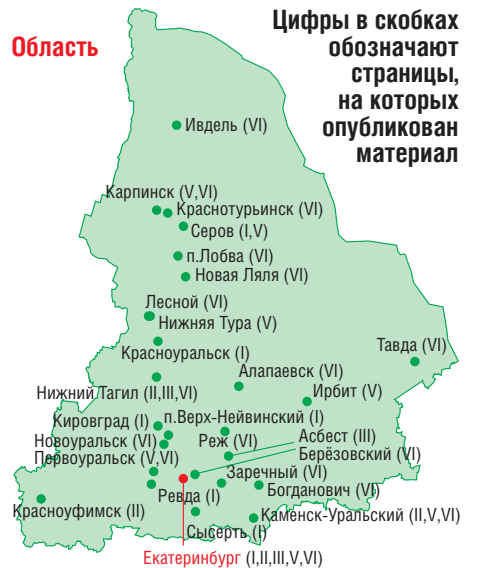 Область
Цифры в скобках
обозначают
страницы,
на которых
опубликован
материал
Ивдель (VI)
Карпинск (V,VI)
Краснотурьинск (VI)
Серов (I,V)
п.Лобва (VI)
Новая Ляля (VI)
Лесной (VI)
Нижняя Тура (V)
Красноуральск (I)
Тавда (VI)
Алапаевск (VI)
Нижний Тагил (II,III,VI)
Ирбит (V)
Кировград (I)
п.Верх-Нейвинский (I)
Новоуральск (VI)
Реж (VI)
Асбест (III)
Берёзовский (VI)
Первоуральск (V,VI)
Заречный (VI)
Ревда (I)
Богданович (VI)
Красноуфимск (II)
Каменск-Уральский (II,V,VI)
Сысерть (I)
Екатеринбург (I,II,III,V,VI)